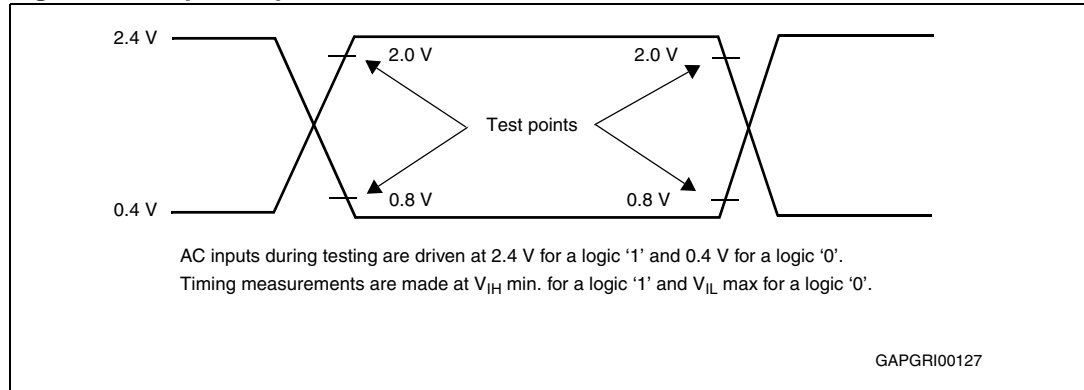 2.4 V
2.0 V
2.0 V
Test points
0.8 V
0.8 V
0.4 V
AC inputs during testing are driven at 2.4 V for a logic ‘1’ and 0.4 V for a logic ‘0’.
Timing measurements are made at VIH min. for a logic ‘1’ and VIL max for a logic ‘0’.
GAPGRI00127